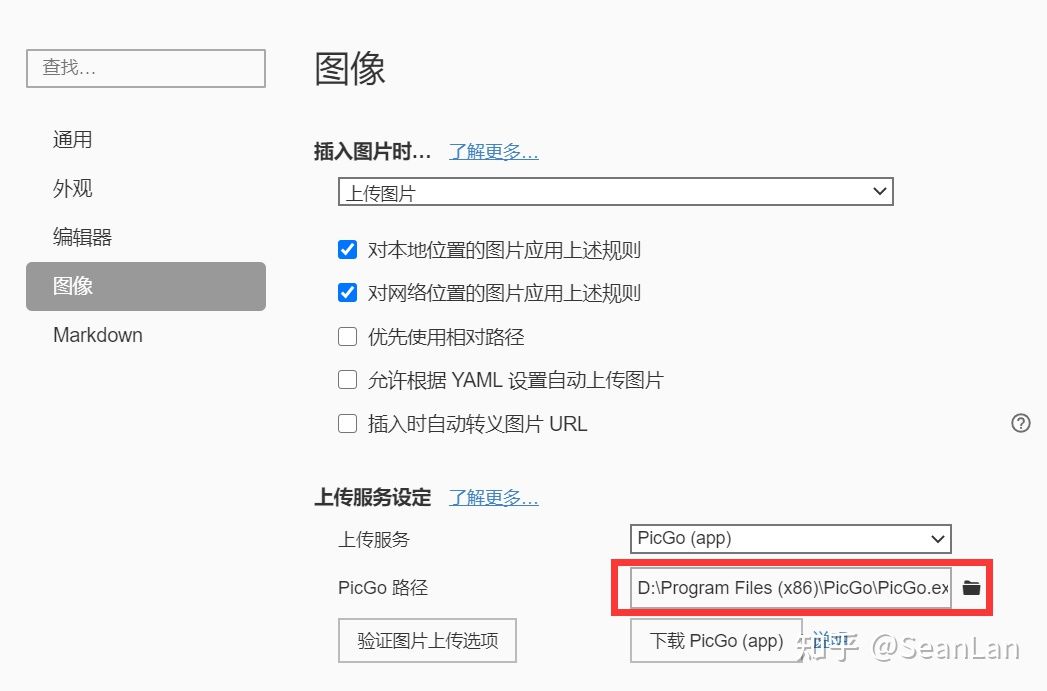 查找…
图像
通用
外观
编辑器
图像
Markdown
插入图片时… 了解更多…
上传图片
对本地位置的图片应用上述规则
对网络位置的图片应用上述规则
优先使用相对路径
允许根据 YAML 设置自动上传图片
插入时自动转义图片 URL
上传服务设定 了解更多…
上传服务 PicGo (app)
PicGo 路径 D:\Program Files (x86)\PicGo\PicGo.ex
验证图片上传选项 下载 PicGo (app)
知乎 @SeanLan